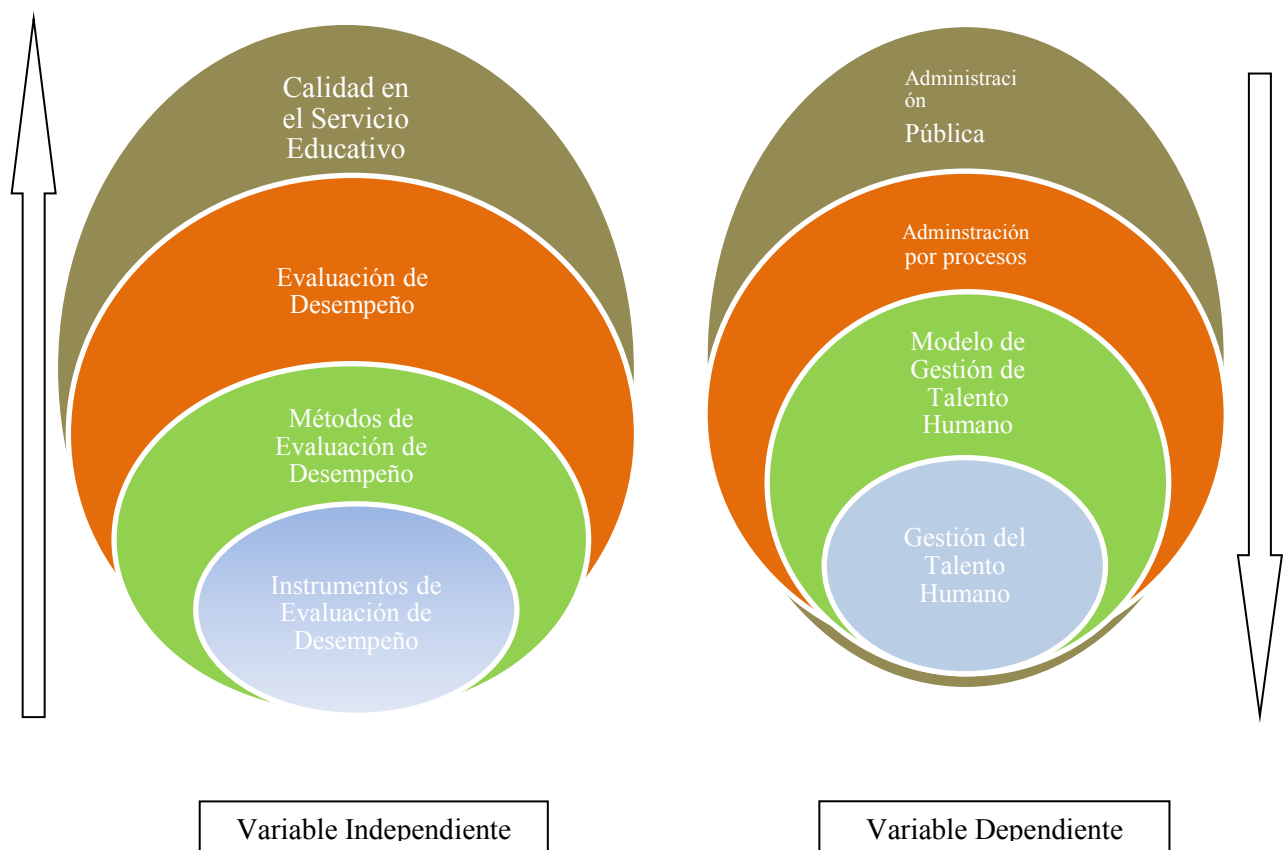 Calidad en
el Servicio
Educativo
Evaluación de
Desempeño
Métodos de
Evaluación de
Desempeño
Instrumentos de
Evaluación de
Desempeño
Variable Independiente
Administraci
ón
Pública
Adminstración
por procesos
Modelo de
Gestión de
Talento
Humano
Gestión del
Talento
Humano
Variable Dependiente